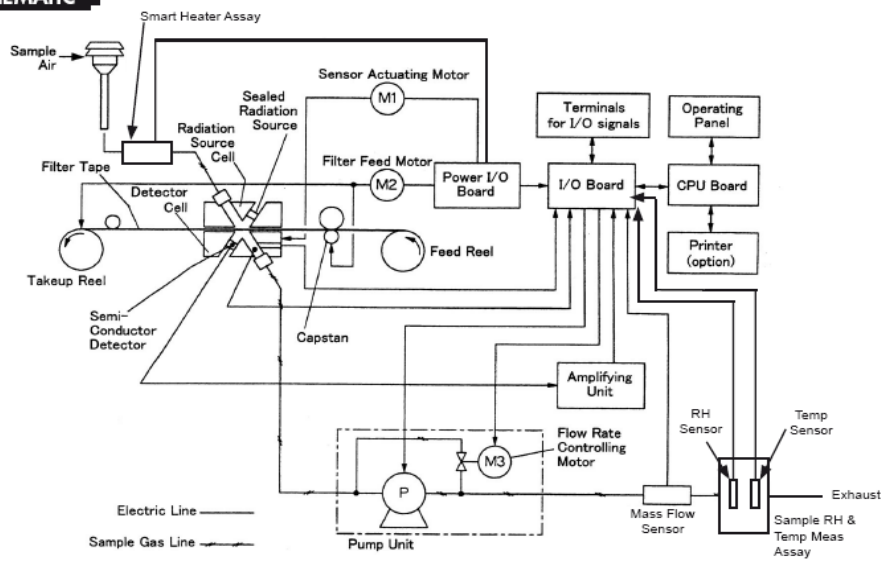 Smart Heater Assay
Sample
Air
Sensor Actuating Motor
M1
Sealed
Radiation
Source
Radiation
Source
Cell
Terminals
for I/O signals
Operating
Panel
Filter Tape
Filter Feed Motor
M2
Power I/O
Board
I/O Board
CPU Board
Detector
Cell
Printer
(option)
Takeup Reel
Feed Reel
Semi-
Conductor
Detector
Capstan
Amplifying
Unit
RH
Sensor
Temp
Sensor
Flow Rate
Controlling
Motor
M3
P
Exhaust
Electric Line
Mass Flow
Sensor
Sample RH &
Temp Meas
Assay
Sample Gas Line
Pump Unit